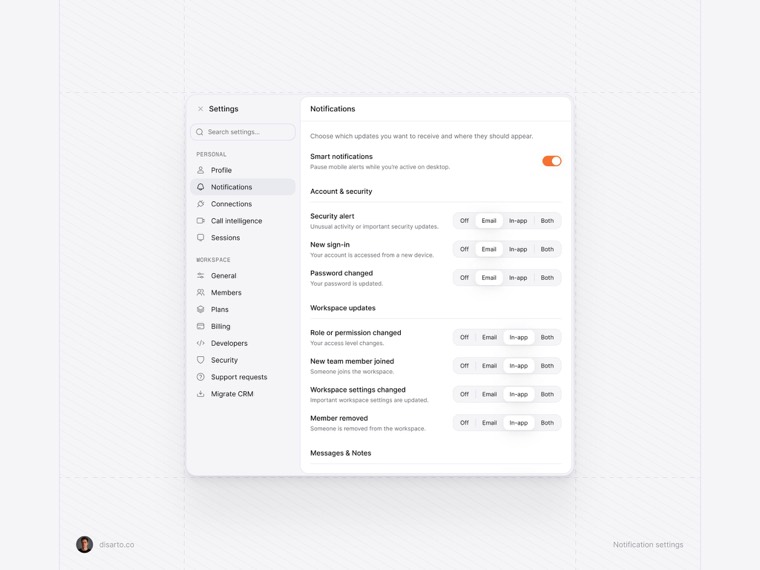 Settings
Search settings...
PERSONAL
Profile
Notifications
Connections
Call intelligence
Sessions
WORKSPACE
General
Members
Plans
Billing
Developers
Security
Support requests
Migrate CRM
Notifications
Choose which updates you want to receive and where they should appear.
Smart notifications
Pause mobile alerts while you're active on desktop.
Account & security
Security alert
Unusual activity or important security updates.
Off Email In-app Both
New sign-in
Your account is accessed from a new device.
Off Email In-app Both
Password changed
Your password is updated.
Off Email In-app Both
Workspace updates
Role or permission changed
Your access level changes.
Off Email In-app Both
New team member joined
Someone joins the workspace.
Off Email In-app Both
Workspace settings changed
Important workspace settings are updated.
Off Email In-app Both
Member removed
Someone is removed from the workspace.
Off Email In-app Both
Messages & Notes
disarto.co
Notification settings